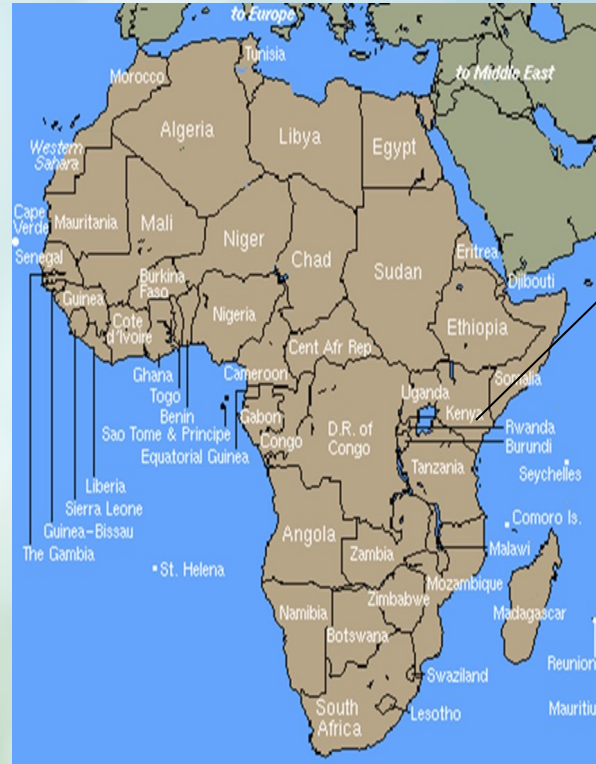 to Europe
Tunisia
to Middle East
Morocco
Algeria
Libya
Egypt
Western
Sahara
Cape
Verde
Mauritania
Mali
Niger
Chad
Sudan
Eritrea
Djibouti
Senegal
Burkina
Faso
Guinea
Cote
d'Ivoire
Nigeria
Ethiopia
Cent Afr Rep
Ghana
Togo
Benin
Cameroon
Somalia
Uganda
Kenya
Sao Tome & Principe
Gabon
Equatorial Guinea
Congo
D.R. of
Congo
Rwanda
Burundi
Tanzania
Seychelles
Liberia
Sierra Leone
Guinea-Bissau
The Gambia
St. Helena
Angola
Zambia
Comoro Is.
Malawi
Mozambique
Zimbabwe
Madagascar
Namibia
Botswana
Reunion
Swaziland
Lesotho
South
Africa
Mauritiu